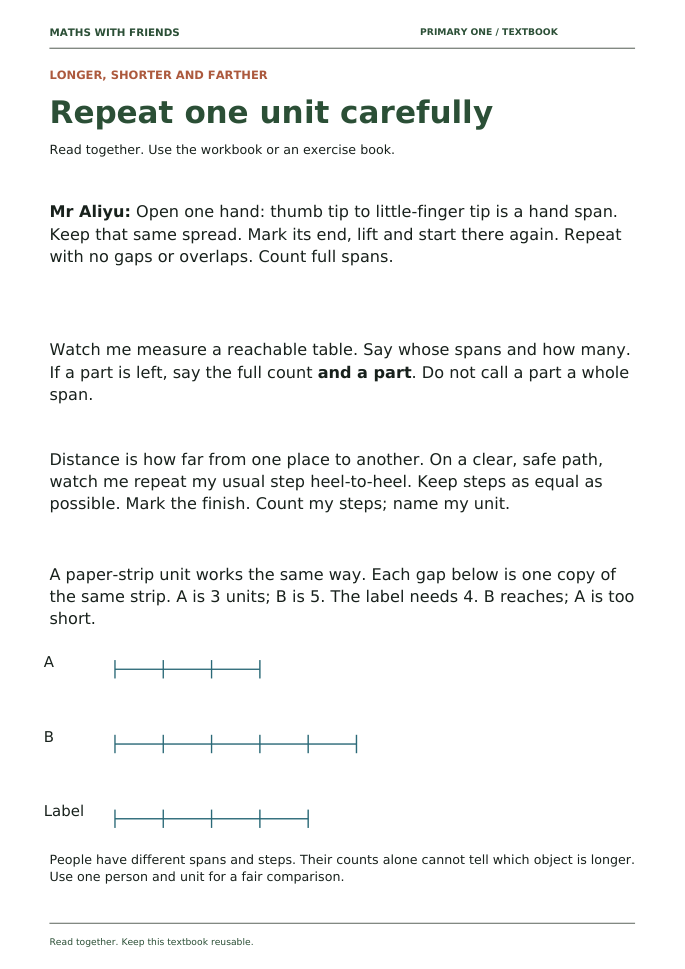 MATHS WITH FRIENDS
PRIMARY ONE / TEXTBOOK
LONGER, SHORTER AND FARTHER
Repeat one unit carefully
Read together. Use the workbook or an exercise book.
Mr Aliyu: Open one hand: thumb tip to little-finger tip is a hand span.
Keep that same spread. Mark its end, lift and start there again. Repeat
with no gaps or overlaps. Count full spans.
Watch me measure a reachable table. Say whose spans and how many.
If a part is left, say the full count and a part. Do not call a part a whole
span.
Distance is how far from one place to another. On a clear, safe path,
watch me repeat my usual step heel-to-heel. Keep steps as equal as
possible. Mark the finish. Count my steps; name my unit.
A paper-strip unit works the same way. Each gap below is one copy of
the same strip. A is 3 units; B is 5. The label needs 4. B reaches; A is too
short.
A
B
Label
People have different spans and steps. Their counts alone cannot tell which object is longer.
Use one person and unit for a fair comparison.
Read together. Keep this textbook reusable.